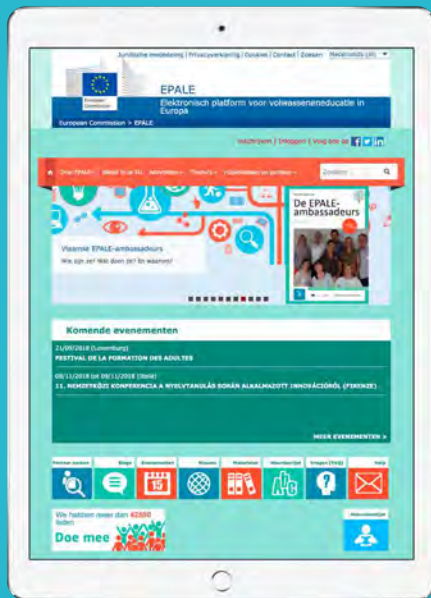 Juridische mededeling | Privacyverklaring | Cookies | Contact | Zoeken Nederlands (nl)
European
Commission
EPALE
Elektronisch platform voor volwasseneneducatie in
Europa
European Commission > EPALE
Inschrijven | Inloggen | Volg ons op
Over EPALE
Zoeken
De EPALE-
ambassadeurs
Vlaamse EPALE-ambassadeurs
Wie zijn ze? Wat doen ze? En waarom?
Komende evenementen
21/09/2018 (Luxemburg)
FESTIVAL DE LA FORMATION DES ADULTES
08/11/2018 tot 09/11/2018 (Italië)
11. NEMZETKÖZI KONFERENCIA A NYELVTANULÁS SORÁN ALKALMAZOTT INNOVÁCIÓRÓL (FIRENZE)
MEER EVENEMENTEN >
Partner zoeken Blogs Evenementen Nieuws Materialen Woordenlijst Vragen (FAQ) Help
15
We hebben meer dan
leden
Doe mee